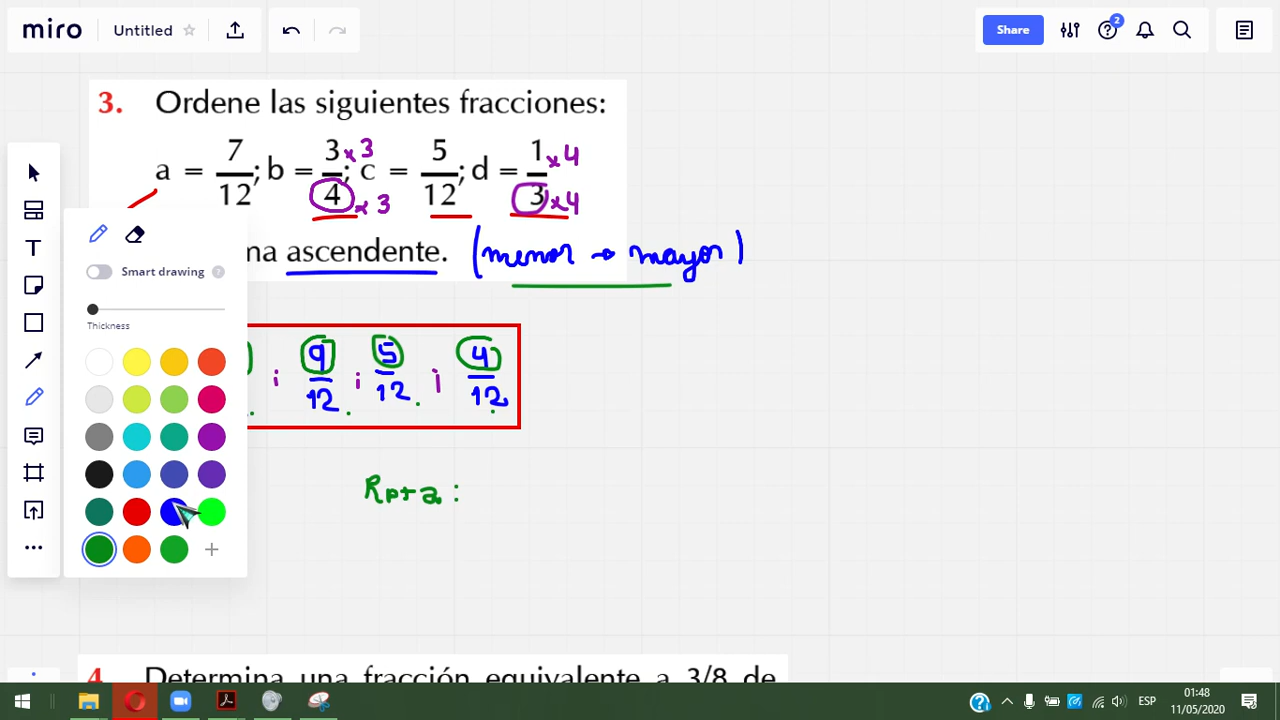 miro Untitled Share 2
3. Ordene las siguientes fracciones:
a = 7/12; b = 3/4; c = 5/12; d = 1/3
x 3 x 3 x 4 x 4
ma ascendente. (menor → mayor)
Smart drawing ?
Thickness
9/12 ; 5/12 ; 4/12
Rpta :
4. Determina una fracción equivalente a 3/8 de
ESP 01:48
11/05/2020